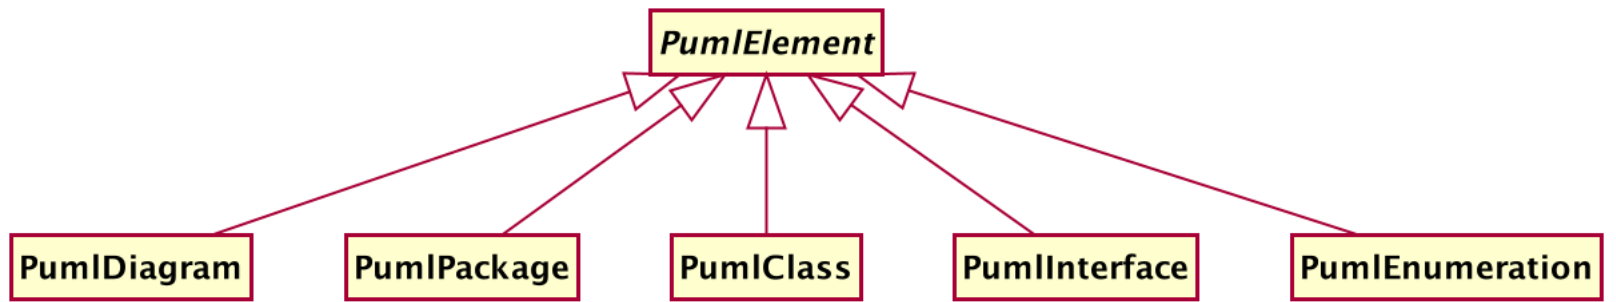 PumlElement
PumlDiagram
PumlPackage
PumlClass
PumlInterface
PumlEnumeration